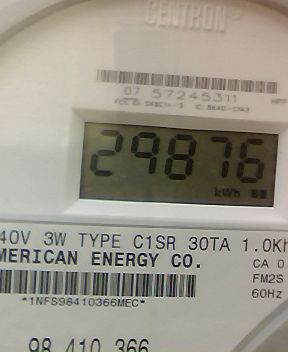 CENTRON®
07 57245311
29876
kWh
40V 3W TYPE C1SR 30TA 1.0Kh
MERICAN ENERGY CO.
CA 0
FM2S
60Hz
*1NFS98410366MEC*
98 410 366